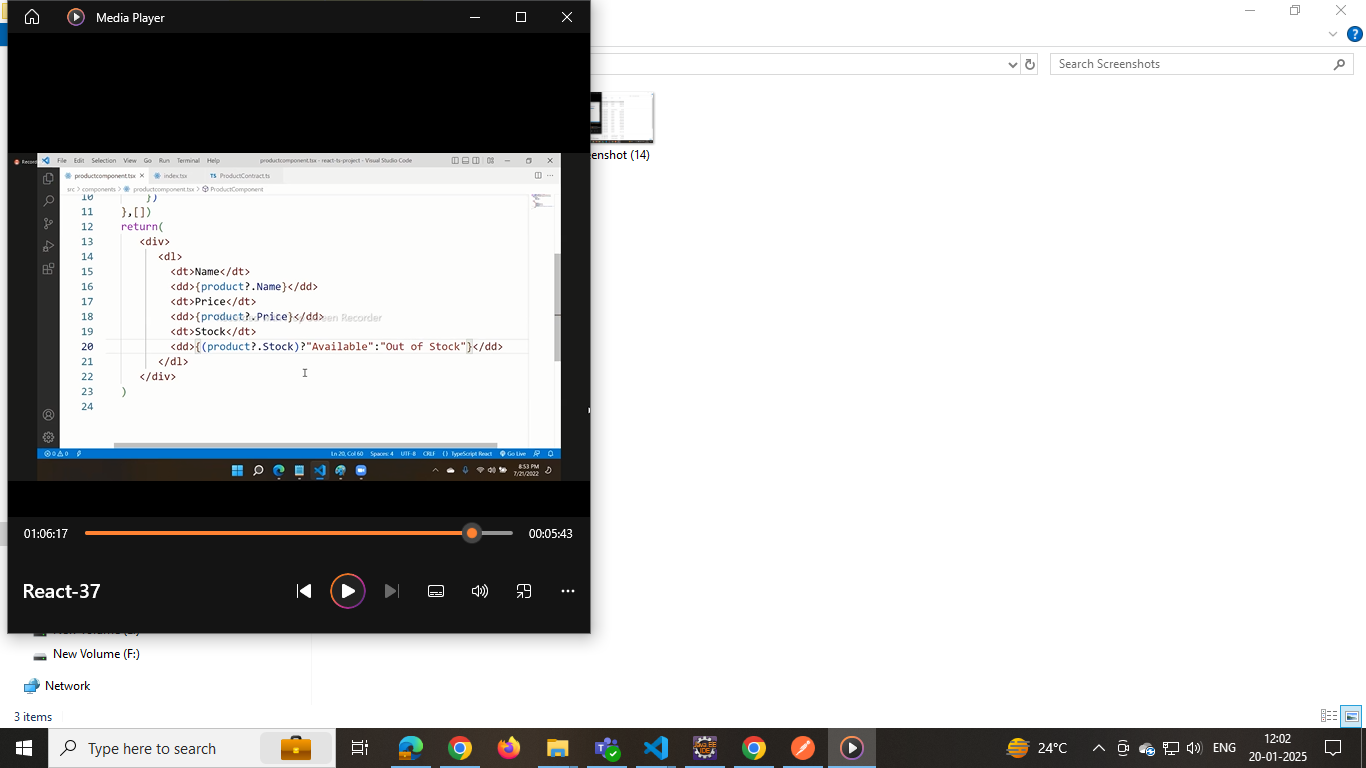 Media Player
Search Screenshots
enshot (14)
File Edit Selection View Go Run Terminal Help productcomponent.tsx - react-ts-project - Visual Studio Code
productcomponent.tsx index.tsx TS ProductContract.ts
src > components > productcomponent.tsx > ProductComponent
10 })
11 },[])
12 return(
13 <div>
14 <dl>
15 <dt>Name</dt>
16 <dd>{product?.Name}</dd>
17 <dt>Price</dt>
18 <dd>{product?.Price}</dd>
Screen Recorder
19 <dt>Stock</dt>
20 <dd>{(product?.Stock)?"Available":"Out of Stock"}</dd>
21 </dl>
22 </div>
23 )
24
0 0 Ln 20, Col 60 Spaces: 4 UTF-8 CRLF TypeScript React Go Live
8:53 PM
7/21/2022
01:06:17 00:05:43
React-37
New Volume (F:)
Network
3 items
Type here to search
24°C ENG
12:02
20-01-2025